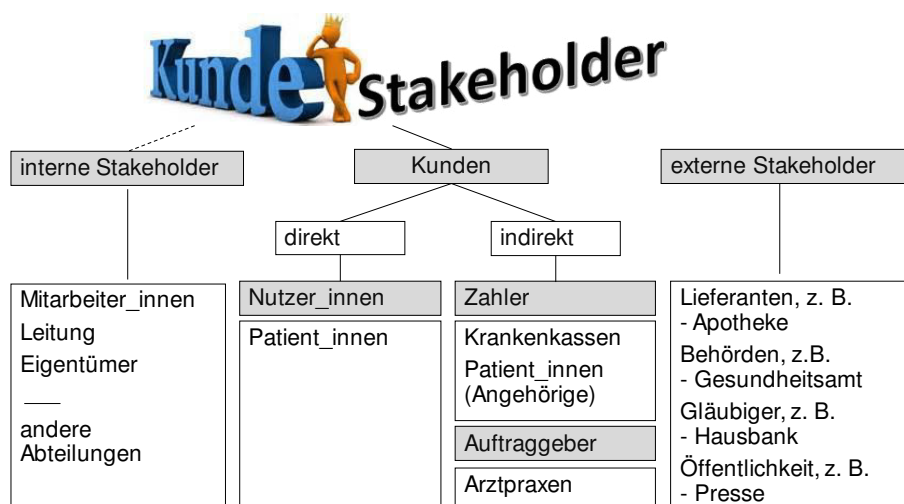 Kunde Stakeholder
interne Stakeholder
Kunden
externe Stakeholder
direkt
indirekt
Mitarbeiter_innen
Leitung
Eigentümer
andere
Abteilungen
Nutzer_innen
Patient_innen
Zahler
Krankenkassen
Patient_innen
(Angehörige)
Auftraggeber
Arztpraxen
Lieferanten, z. B.
- Apotheke
Behörden, z.B.
- Gesundheitsamt
Gläubiger, z. B.
- Hausbank
Öffentlichkeit, z. B.
- Presse